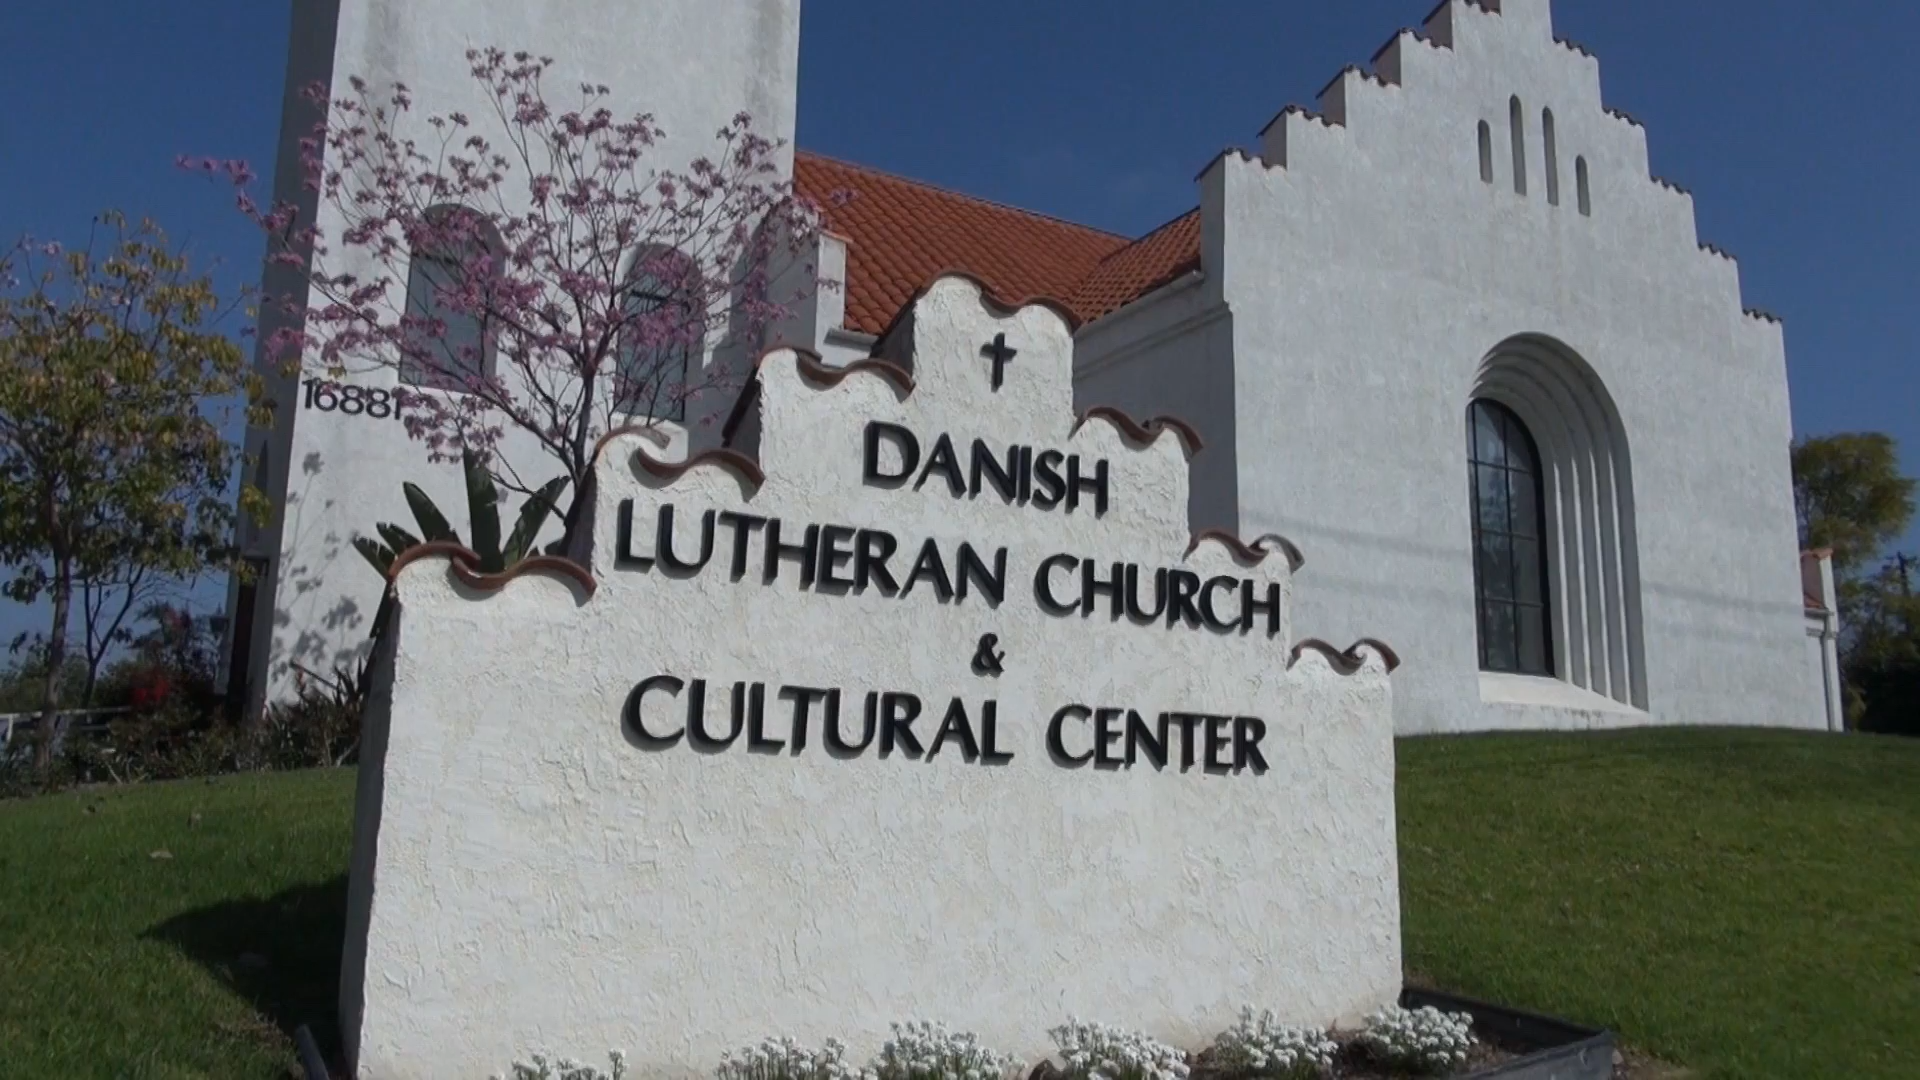 16881
DANISH
LUTHERAN CHURCH
&
CULTURAL CENTER